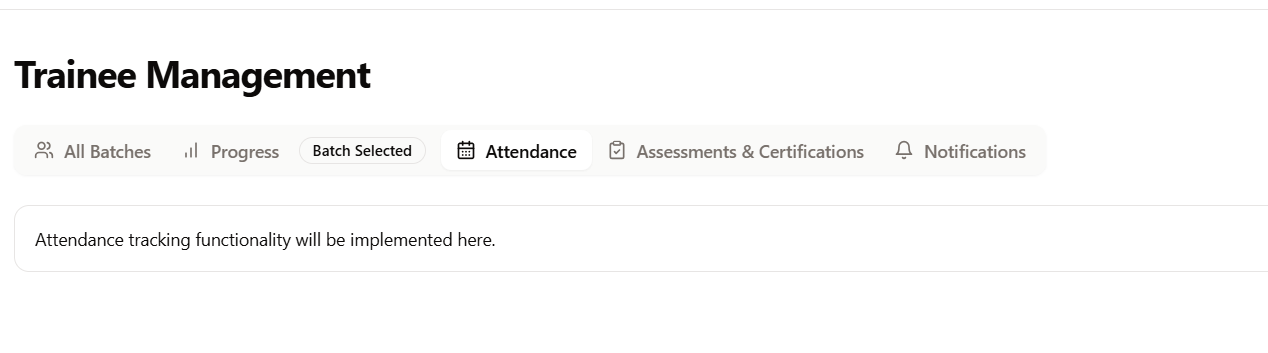 Trainee Management
All Batches Progress Batch Selected Attendance Assessments & Certifications Notifications
Attendance tracking functionality will be implemented here.